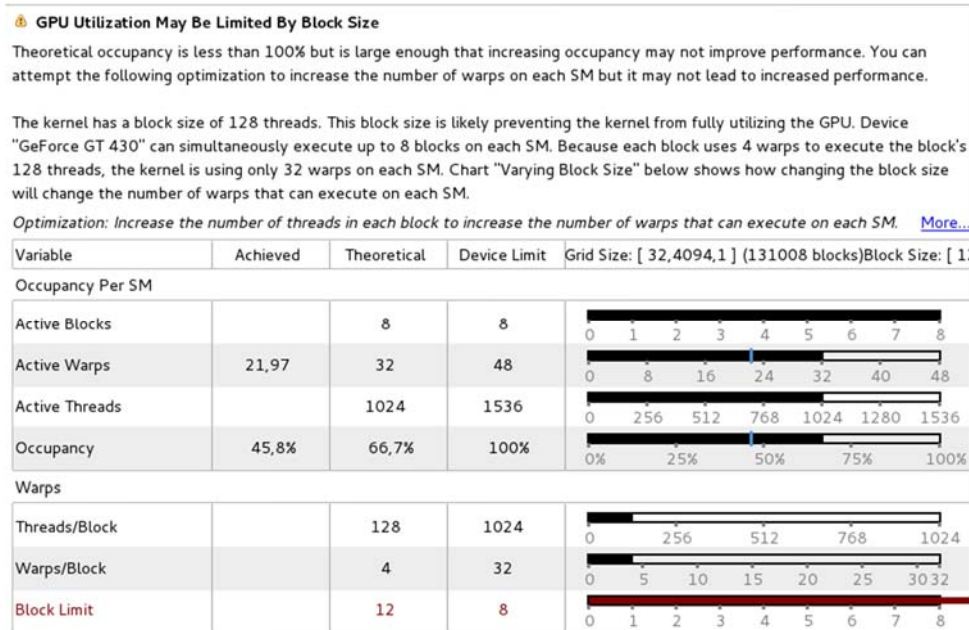 GPU Utilization May Be Limited By Block Size
Theoretical occupancy is less than 100% but is large enough that increasing occupancy may not improve performance. You can
attempt the following optimization to increase the number of warps on each SM but it may not lead to increased performance.
The kernel has a block size of 128 threads. This block size is likely preventing the kernel from fully utilizing the GPU. Device
"GeForce GT 430" can simultaneously execute up to 8 blocks on each SM. Because each block uses 4 warps to execute the block's
128 threads, the kernel is using only 32 warps on each SM. Chart "Varying Block Size" below shows how changing the block size
will change the number of warps that can execute on each SM.
Optimization: Increase the number of threads in each block to increase the number of warps that can execute on each SM. More...
Variable Achieved Theoretical Device Limit Grid Size: [ 32,4094,1 ] (131008 blocks)Block Size: [
Occupancy Per SM
Active Blocks 8 8
0 1 2 3 4 5 6 7 8
Active Warps 21,97 32 48
0 8 16 24 32 40 48
Active Threads 1024 1536
0 256 512 768 1024 1280 1536
Occupancy 45,8% 66,7% 100%
0% 25% 50% 75% 100%
Warps
Threads/Block 128 1024
0 256 512 768 1024
Warps/Block 4 32
0 5 10 15 20 25 30 32
Block Limit 12 8
0 1 2 3 4 5 6 7 8